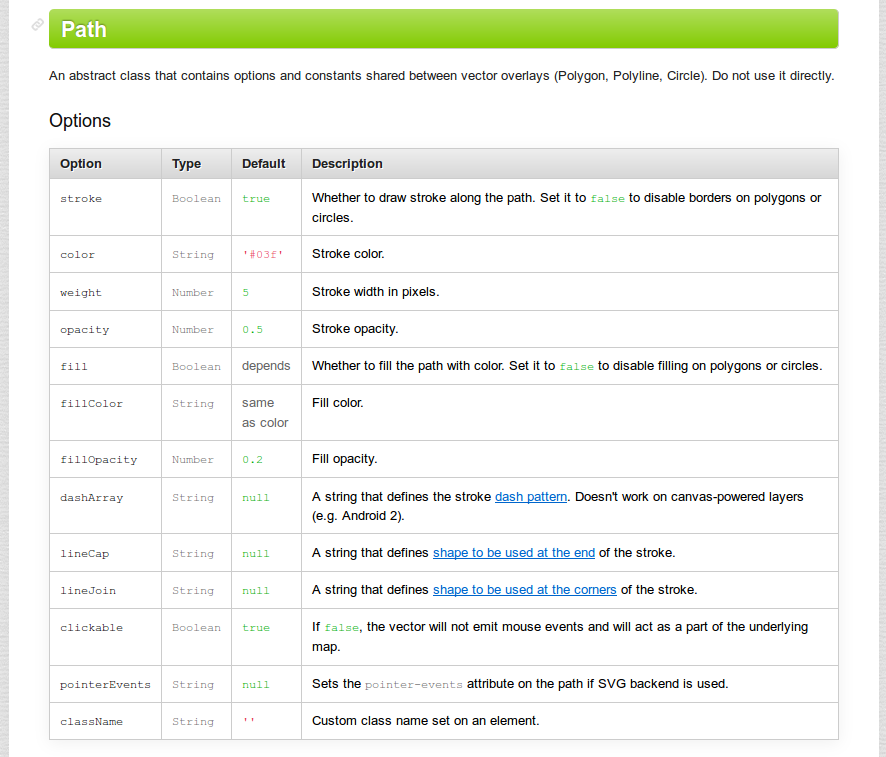 Path
An abstract class that contains options and constants shared between vector overlays (Polygon, Polyline, Circle). Do not use it directly.
Options
Option Type Default Description
stroke Boolean true Whether to draw stroke along the path. Set it to false to disable borders on polygons or
circles.
color String '#03f' Stroke color.
weight Number 5 Stroke width in pixels.
opacity Number 0.5 Stroke opacity.
fill Boolean depends Whether to fill the path with color. Set it to false to disable filling on polygons or circles.
fillColor String same Fill color.
as color
fillOpacity Number 0.2 Fill opacity.
dashArray String null A string that defines the stroke dash pattern. Doesn't work on canvas-powered layers
(e.g. Android 2).
lineCap String null A string that defines shape to be used at the end of the stroke.
lineJoin String null A string that defines shape to be used at the corners of the stroke.
clickable Boolean true If false, the vector will not emit mouse events and will act as a part of the underlying
map.
pointerEvents String null Sets the pointer-events attribute on the path if SVG backend is used.
className String '' Custom class name set on an element.